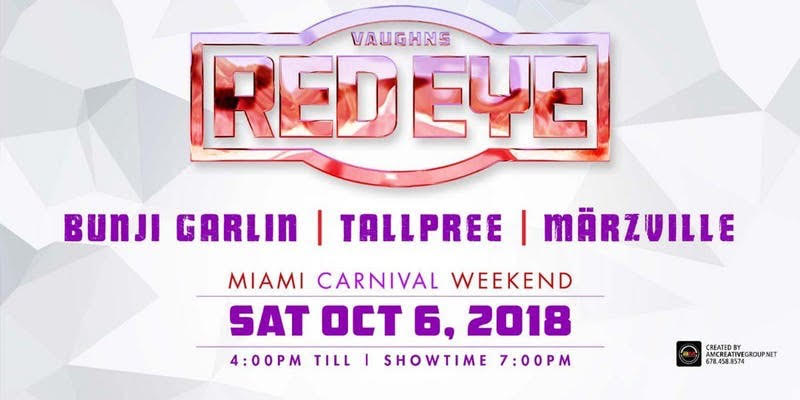 VAUGHNS
RED EYE
BUNJI GARLIN | TALLPREE | MÄRZVILLE
MIAMI CARNIVAL WEEKEND
SAT OCT 6, 2018
4:00PM TILL | SHOWTIME 7:00PM
CREATED BY
AMCREATIVEGROUP.NET
678.458.8574